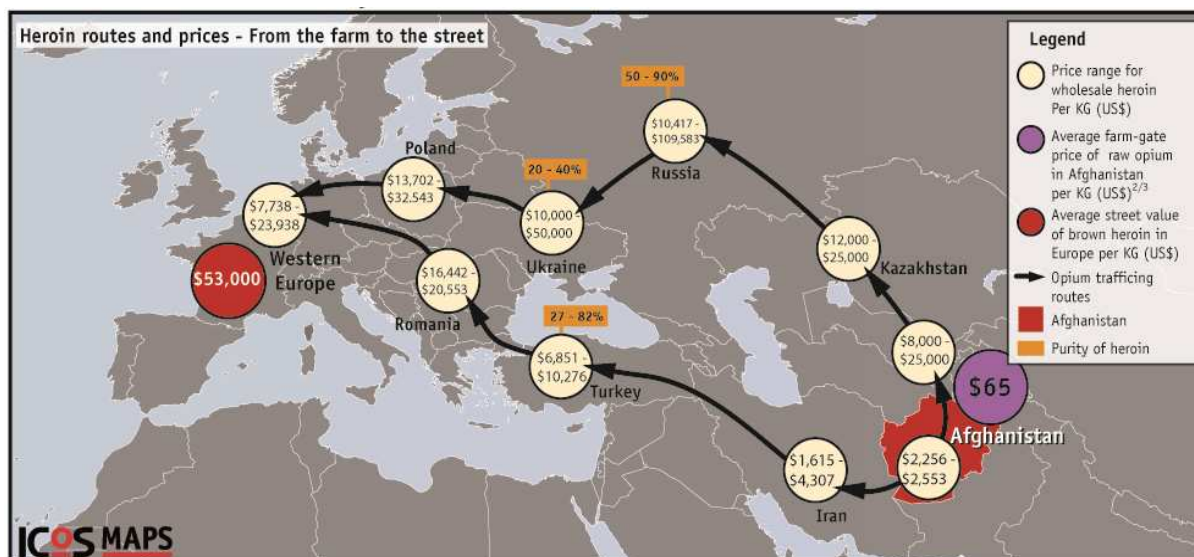 Heroin routes and prices - From the farm to the street
50 - 90%
$10,417 -
$109,583
Russia
Poland
$13,702 -
$32.543
20 - 40%
$10,000 -
$50,000
Ukraine
$7,738 -
$23,938
Western
Europe
$53,000
$16,442 -
$20,553
Romania
27 - 82%
$6,851 -
$10,276
Turkey
$12,000 -
$25,000
Kazakhstan
$8,000 -
$25,000
$65
Afghanistan
$2,256 -
$2,553
$1,615 -
$4,307
Iran
Legend
Price range for
wholesale heroin
Per KG (US$)
Average farm-gate
price of raw opium
in Afghanistan
per KG (US$)2/3
Average street value
of brown heroin in
Europe per KG (US$)
Opium trafficing
routes
Afghanistan
Purity of heroin
ICOS MAPS